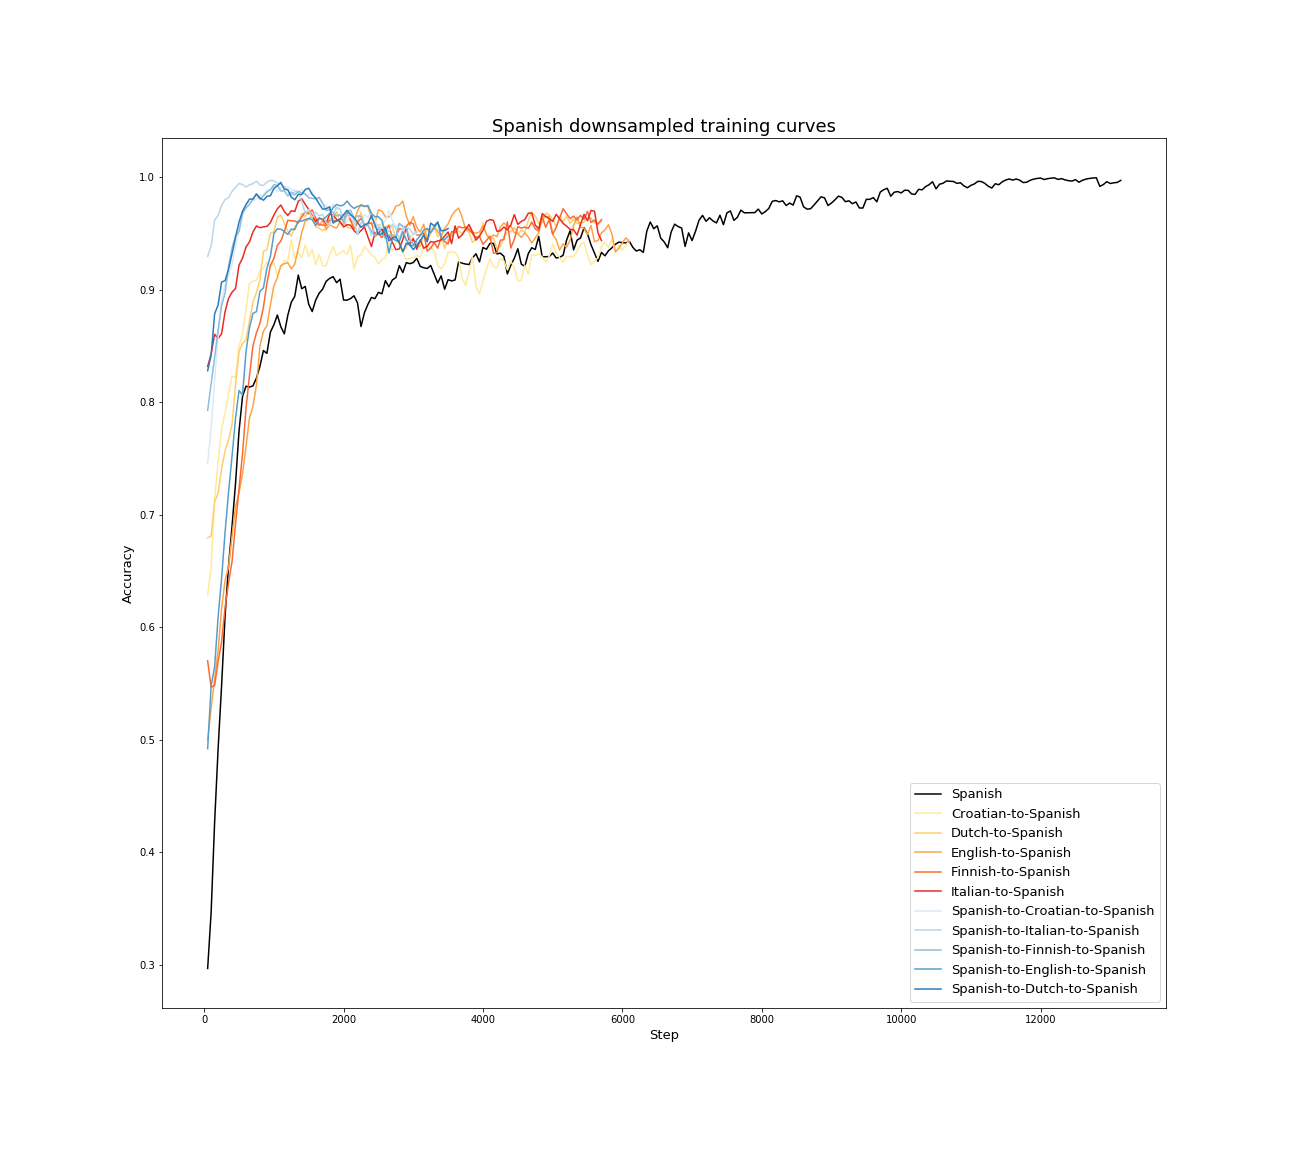 Spanish downsampled training curves
1.0
0.9
0.8
0.7
0.6
0.5
0.4
0.3
Accuracy
0 2000 4000 6000 8000 10000 12000
Step
Spanish
Croatian-to-Spanish
Dutch-to-Spanish
English-to-Spanish
Finnish-to-Spanish
Italian-to-Spanish
Spanish-to-Croatian-to-Spanish
Spanish-to-Italian-to-Spanish
Spanish-to-Finnish-to-Spanish
Spanish-to-English-to-Spanish
Spanish-to-Dutch-to-Spanish